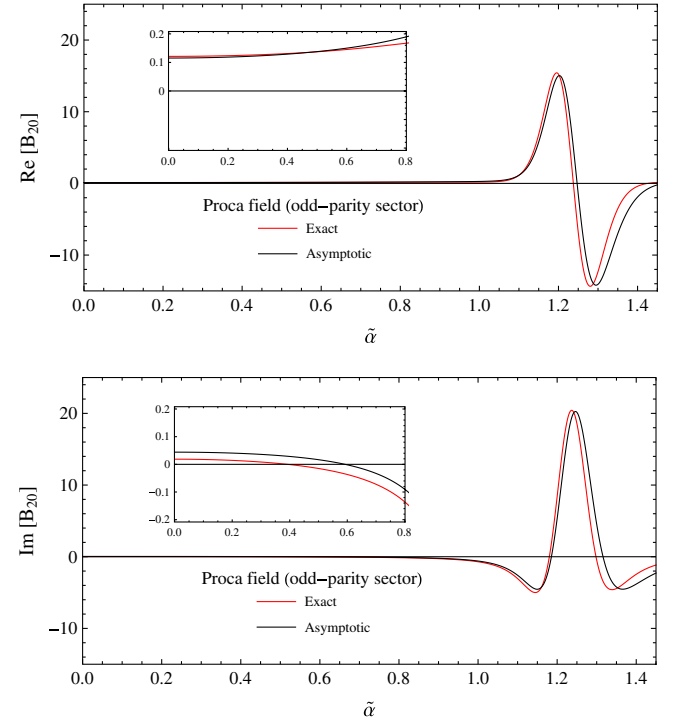 20
10
0
−10
Re [B20]
0.2
0.1
0
0.0 0.2 0.4 0.6 0.8
Proca field (odd−parity sector)
Exact
Asymptotic
0.0 0.2 0.4 0.6 0.8 1.0 1.2 1.4
α̃
20
10
0
−10
Im [B20]
0.2
0.1
0
−0.1
−0.2
0.0 0.2 0.4 0.6 0.8
Proca field (odd−parity sector)
Exact
Asymptotic
0.0 0.2 0.4 0.6 0.8 1.0 1.2 1.4
α̃